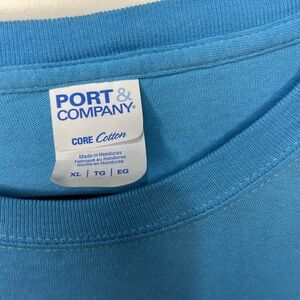 PORT &
COMPANY®
CORE Cotton
Made in Honduras
Fabriqué au Honduras
Hecho en Honduras
XL | TG | EG